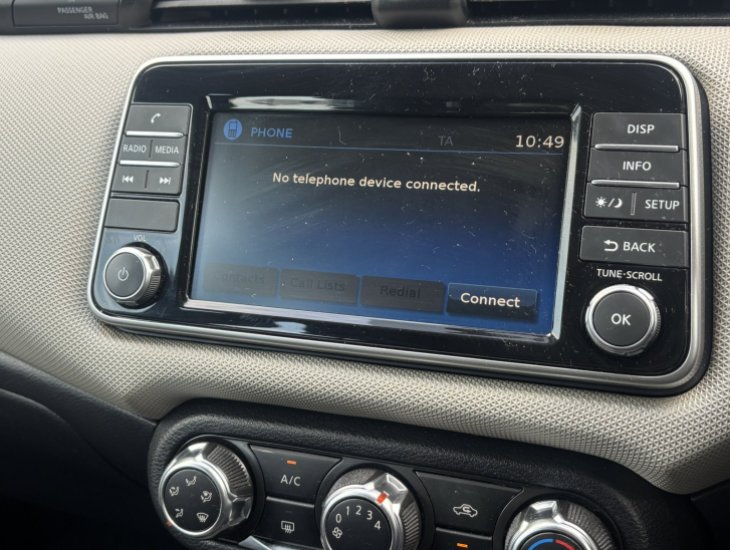 PASSENGER
AIR BAG
PHONE
TA
10:49
No telephone device connected.
Contacts
Call Lists
Redial
Connect
RADIO
MEDIA
VOL
DISP
INFO
SETUP
BACK
TUNE·SCROLL
OK
A/C
0 1 2 3 4